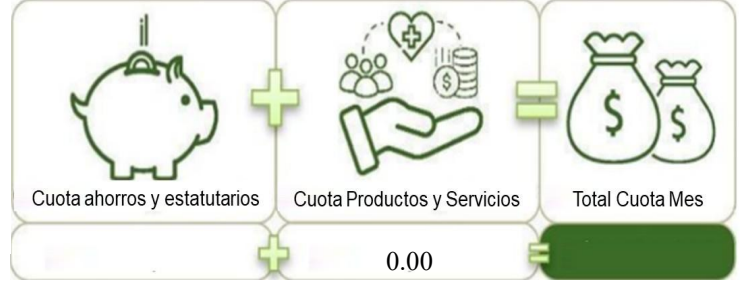 Cuota ahorros y estatutarios
Cuota Productos y Servicios
Total Cuota Mes
0.00